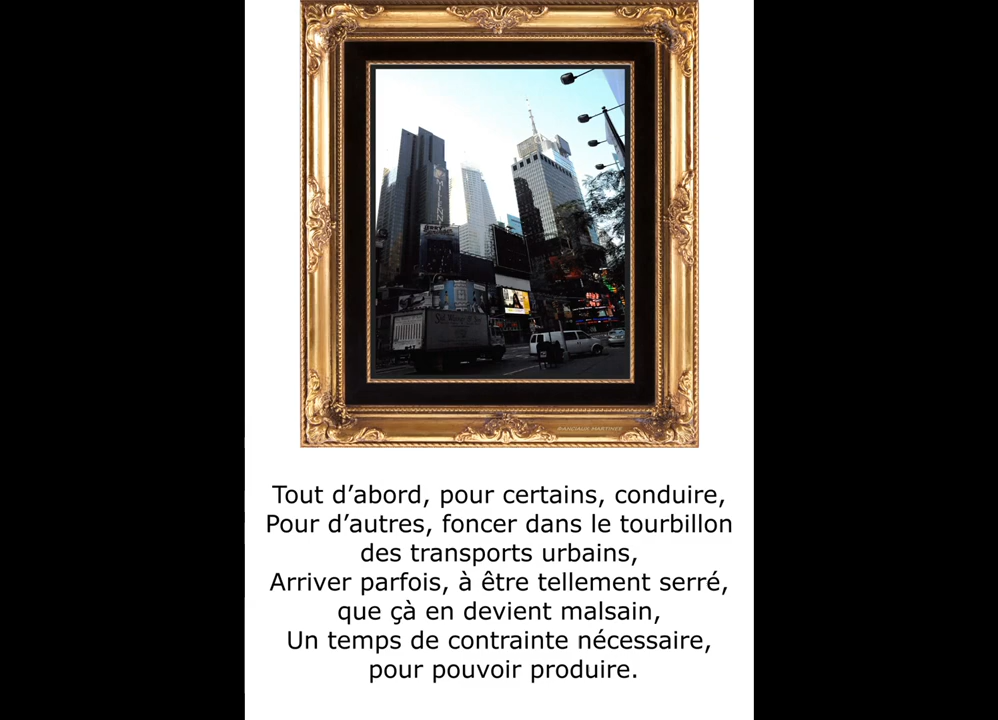 Tout d’abord, pour certains, conduire,
Pour d’autres, foncer dans le tourbillon
des transports urbains,
Arriver parfois, à être tellement serré,
que çà en devient malsain,
Un temps de contrainte nécessaire,
pour pouvoir produire.